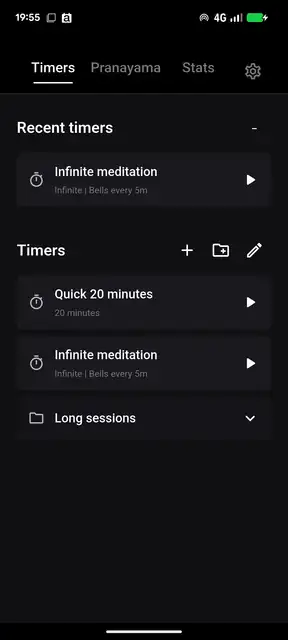 19:55
4G
Timers Pranayama Stats
Recent timers -
Infinite meditation
Infinite | Bells every 5m
Timers
Quick 20 minutes
20 minutes
Infinite meditation
Infinite | Bells every 5m
Long sessions